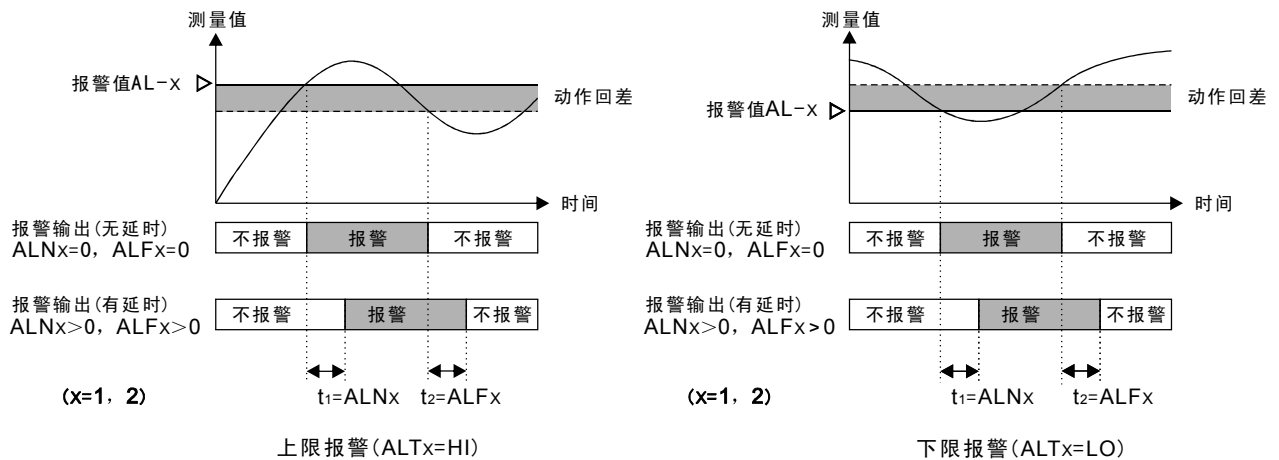 测量值
报警值AL-x
动作回差
时间
报警输出(无延时)
ALNx=0，ALFx=0
不报警
报警
不报警
报警输出(有延时)
ALNx>0，ALFx>0
不报警
报警
不报警
(x=1，2)
t₁=ALNx
t₂=ALFx
上限报警(ALTx=HI)
测量值
报警值AL-x
动作回差
时间
报警输出(无延时)
ALNx=0，ALFx=0
不报警
报警
不报警
报警输出(有延时)
ALNx>0，ALFx>0
不报警
报警
不报警
(x=1，2)
t₁=ALNx
t₂=ALFx
下限报警(ALTx=LO)